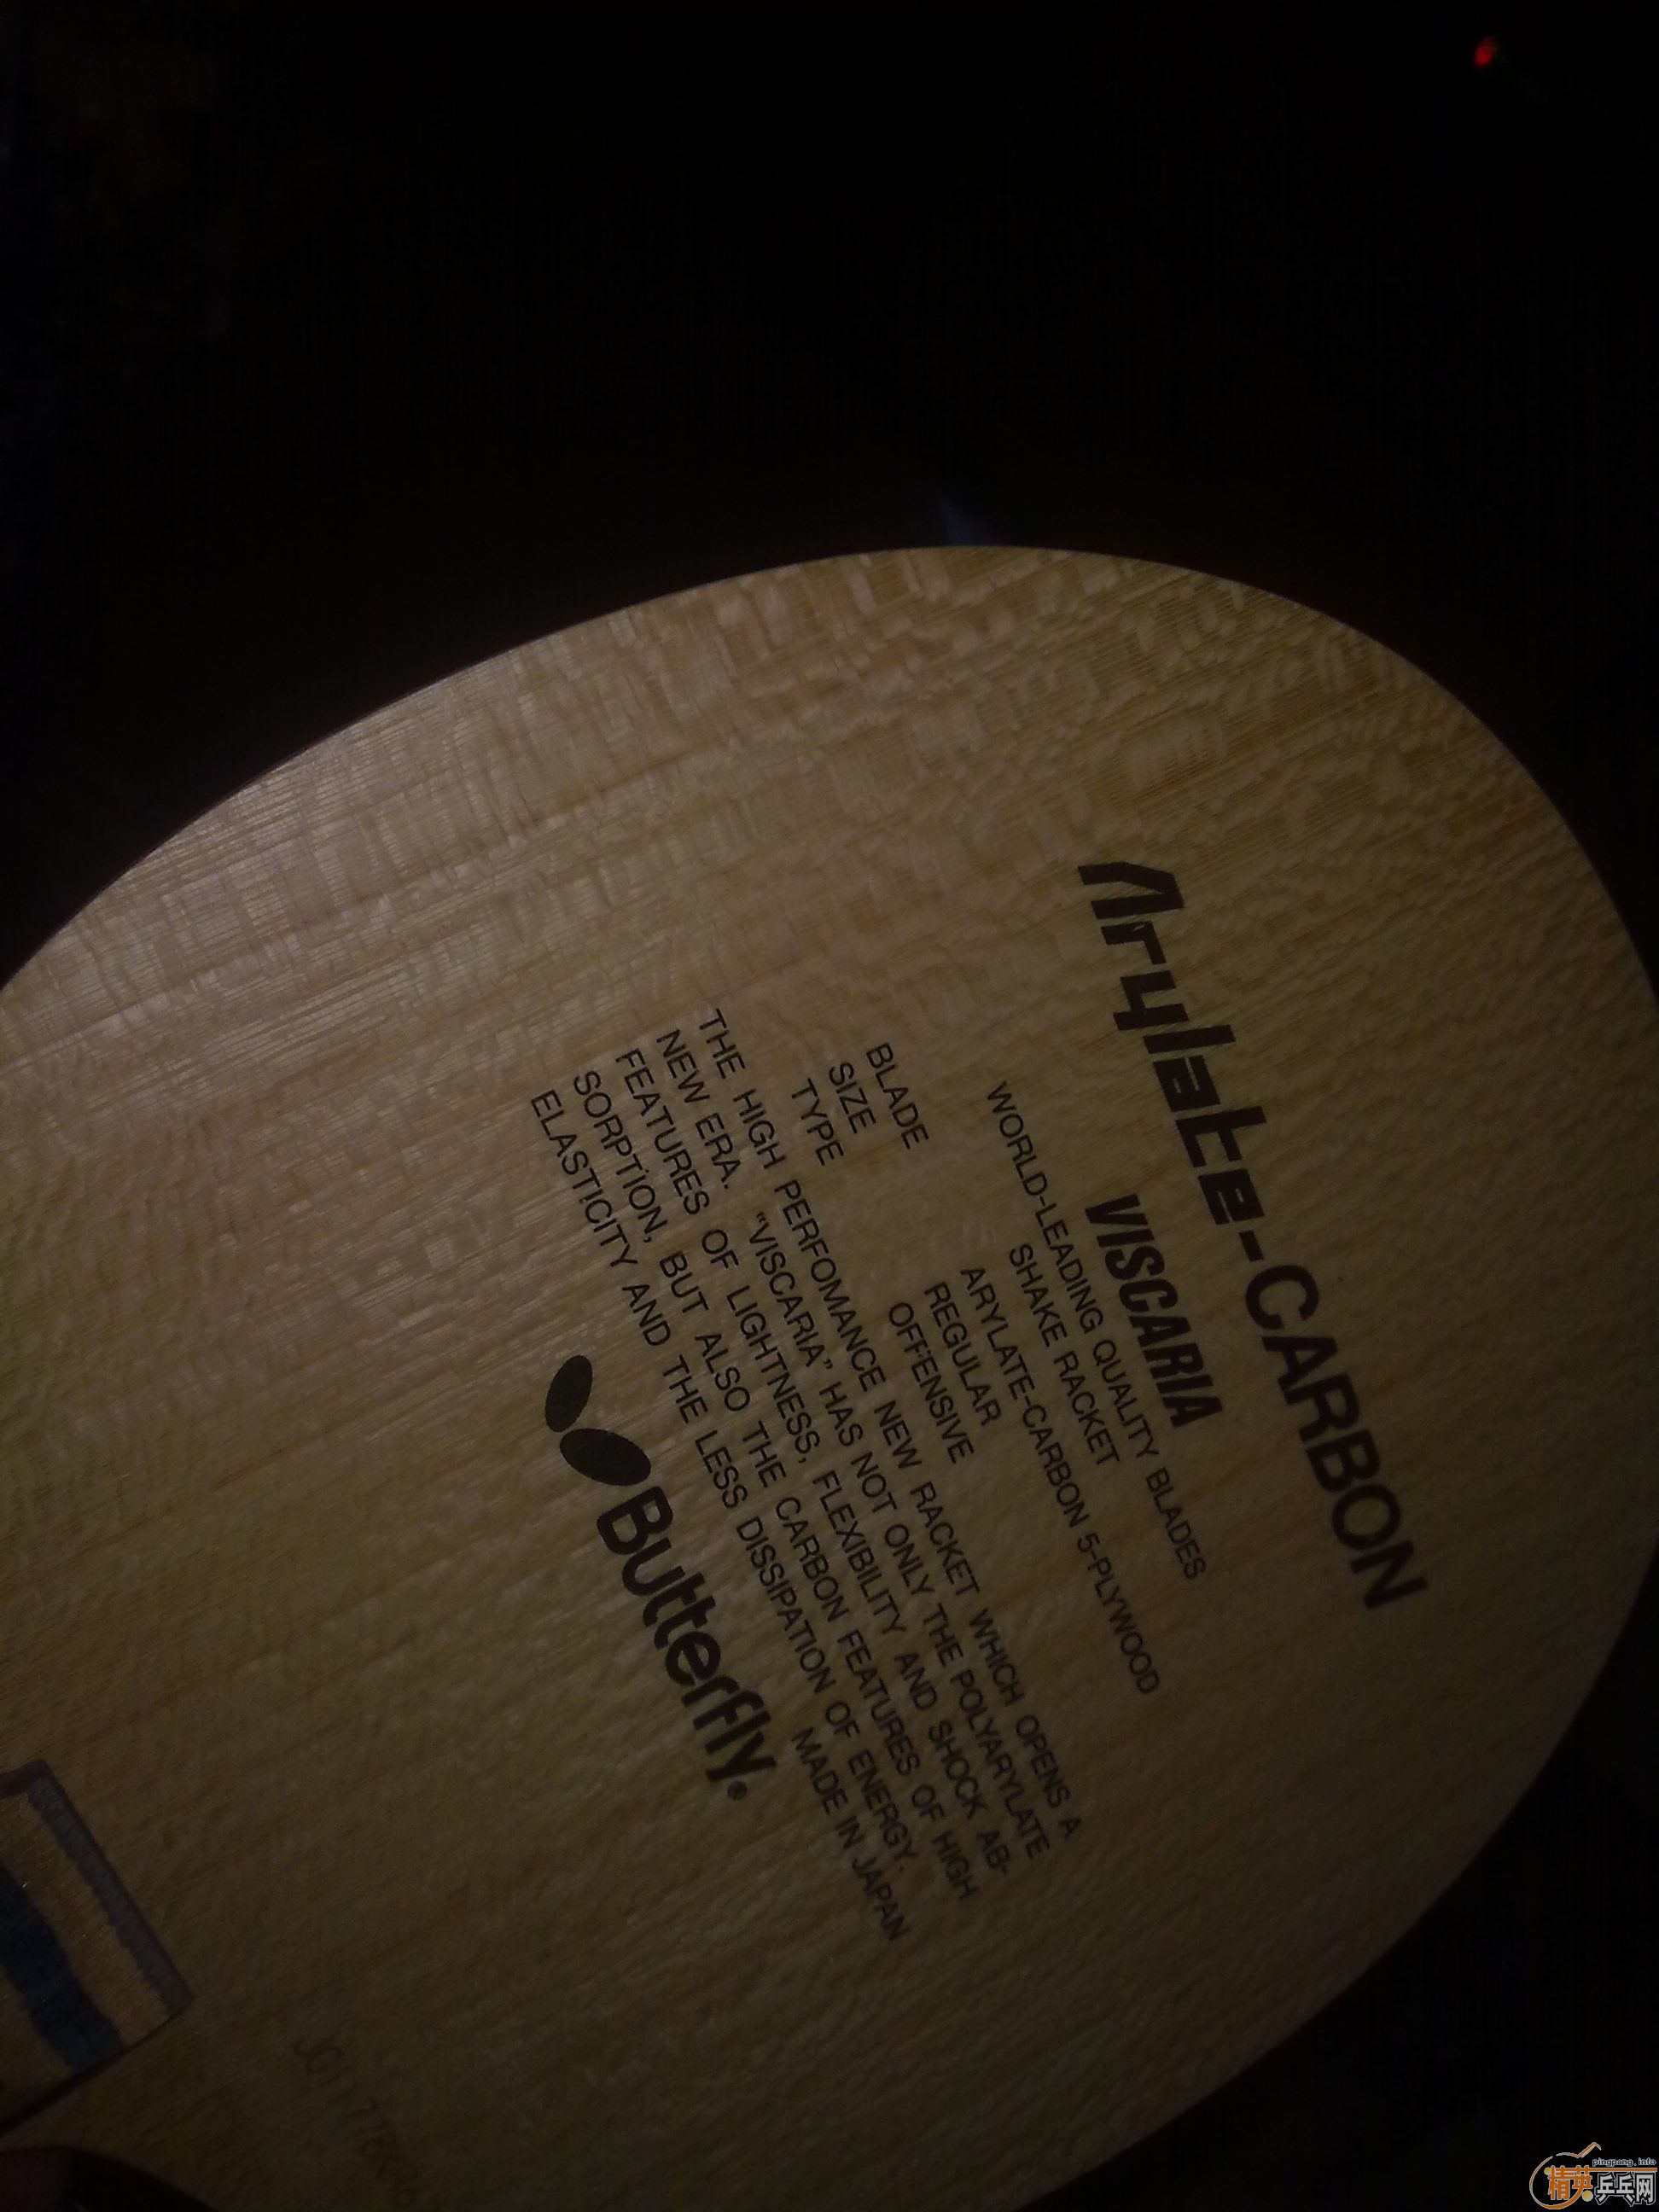 Arylate-CARBON
VISCARIA
WORLD-LEADING QUALITY BLADES
SHAKE RACKET
BLADE ARYLATE-CARBON 5-PLYWOOD
SIZE REGULAR
TYPE OFFENSIVE
THE HIGH PERFOMANCE NEW RACKET WHICH OPENS A
NEW ERA. "VISCARIA" HAS NOT ONLY THE POLYARYLATE
FEATURES OF LIGHTNESS, FLEXIBILITY AND SHOCK AB-
SORPTION, BUT ALSO THE CARBON FEATURES OF HIGH
ELASTICITY AND THE LESS DISSIPATION OF ENERGY.
MADE IN JAPAN
Butterfly®
pingpang.info
精英乒乓网